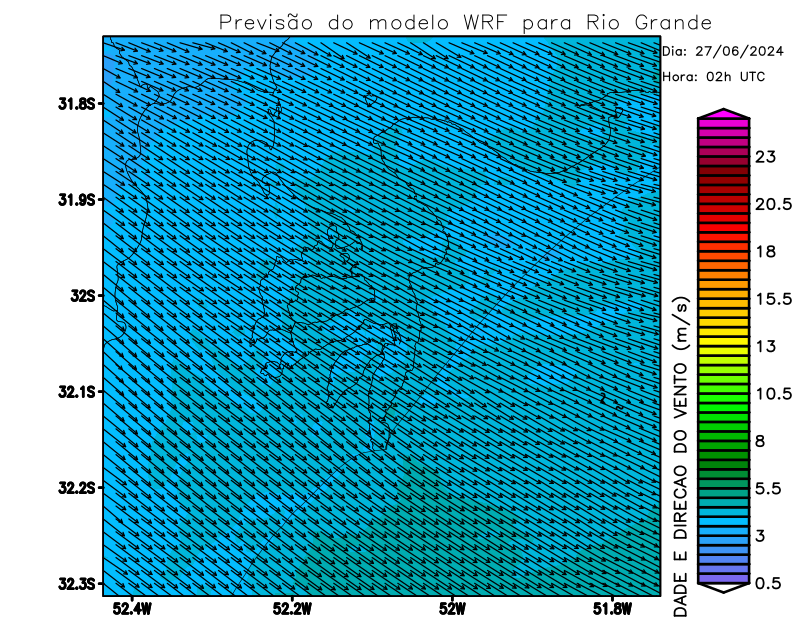 Previsão do modelo WRF para Rio Grande
Dia: 27/06/2024
Hora: 02h UTC
31.8S
31.9S
32S
32.1S
32.2S
32.3S
52.4W
52.2W
52W
51.8W
23
20.5
18
15.5
13
10.5
8
5.5
3
0.5
DADE E DIRECAO DO VENTO (m/s)